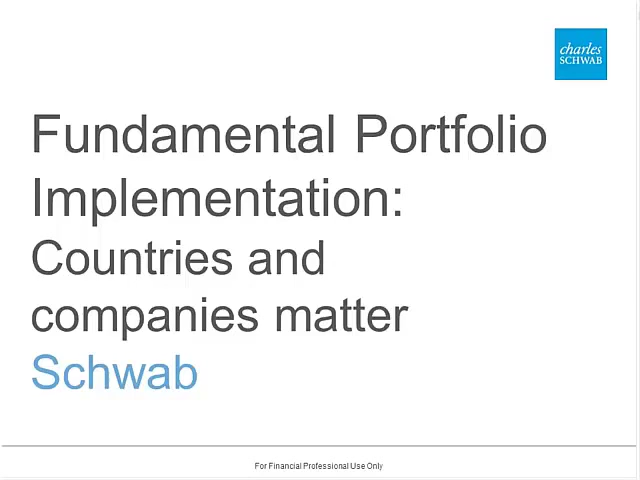 charles
SCHWAB
Fundamental Portfolio
Implementation:
Countries and
companies matter
Schwab
For Financial Professional Use Only